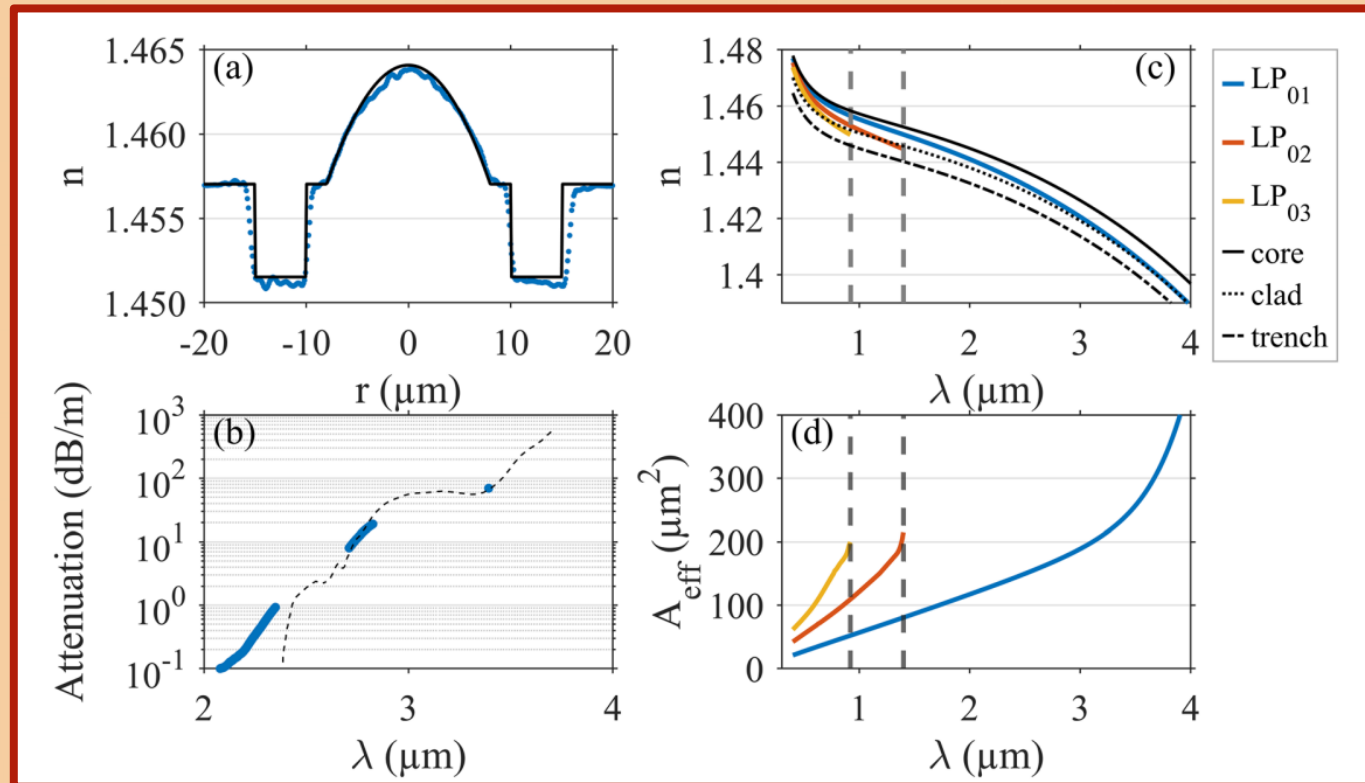 (a)
1.465
1.460
1.455
1.450
n
-20 -10 0 10 20
r (μm)
(c)
1.48
1.46
1.44
1.42
1.4
n
1 2 3 4
λ (μm)
LP01
LP02
LP03
core
clad
trench
(b)
10^3
10^2
10^1
10^0
10^-1
Attenuation (dB/m)
2 3 4
λ (μm)
(d)
400
300
200
100
0
A_eff (μm^2)
1 2 3 4
λ (μm)